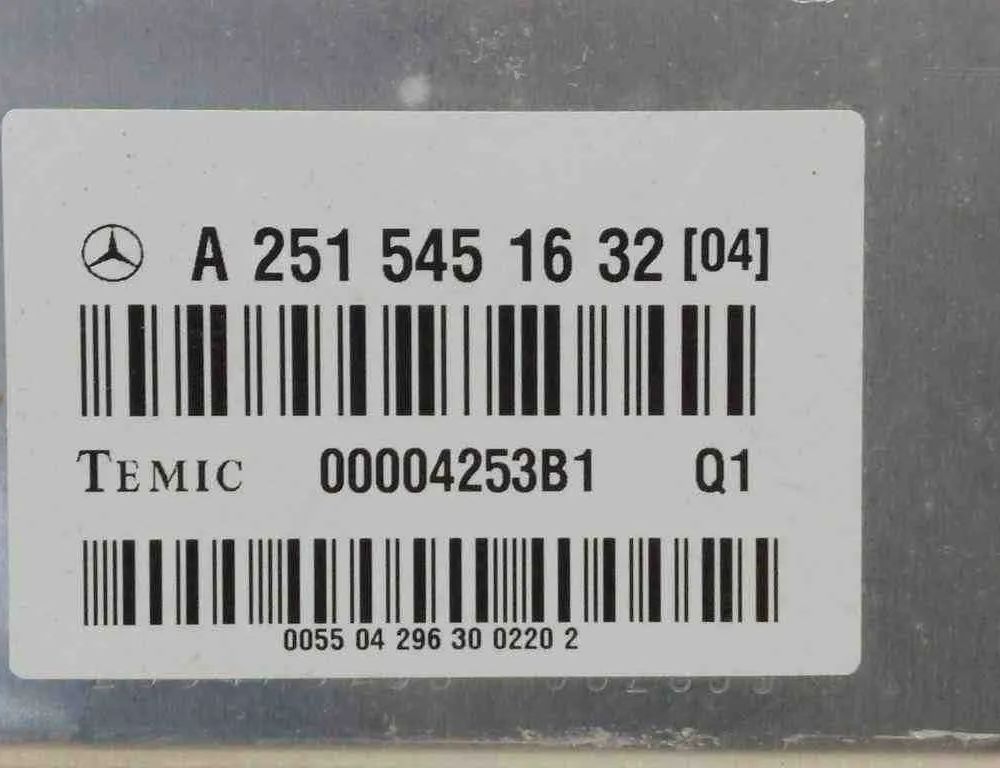 A 251 545 16 32 [04]
TEMIC 00004253B1 Q1
0055 04 296 30 0220 2